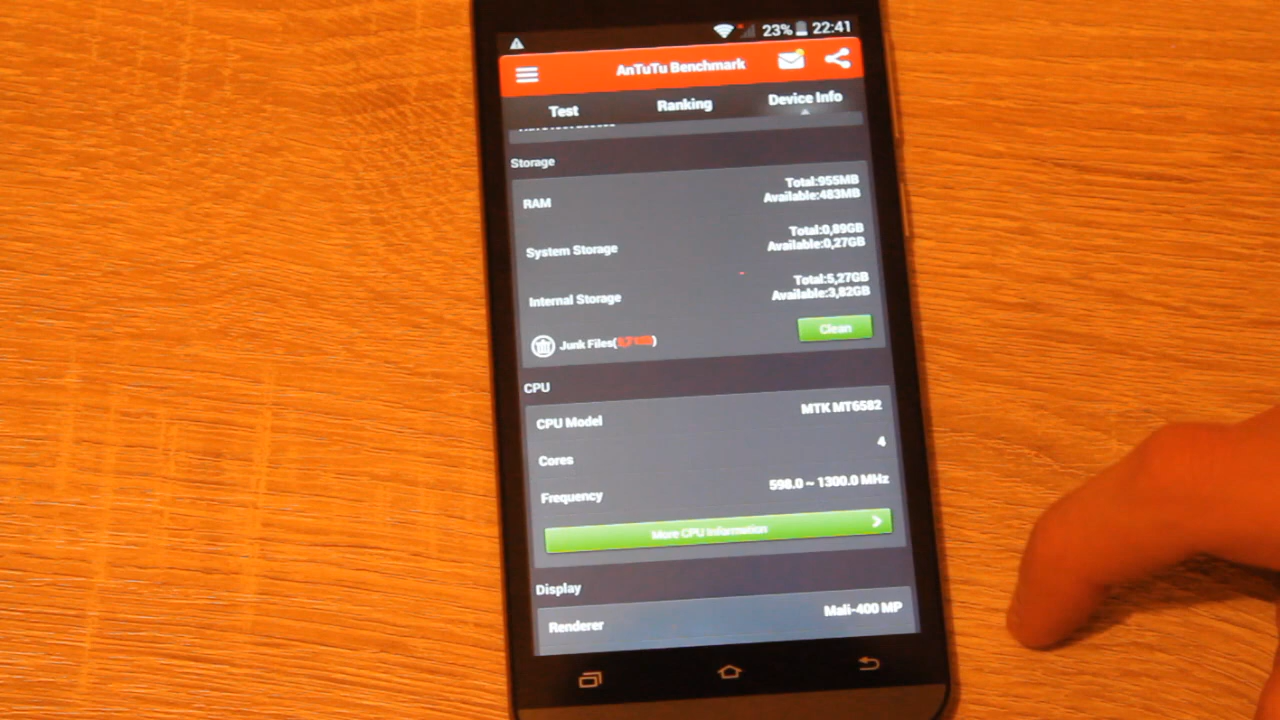 23% 22:41
AnTuTu Benchmark
Test Ranking Device Info
Storage
RAM
Total:955MB
Available:483MB
System Storage
Total:0,89GB
Available:0,27GB
Internal Storage
Total:5,27GB
Available:3,82GB
Junk Files(
Clean
CPU
CPU Model MTK MT6582
Cores 4
Frequency 598.0 ~ 1300.0 MHz
More CPU Information
Display
Renderer Mali-400 MP